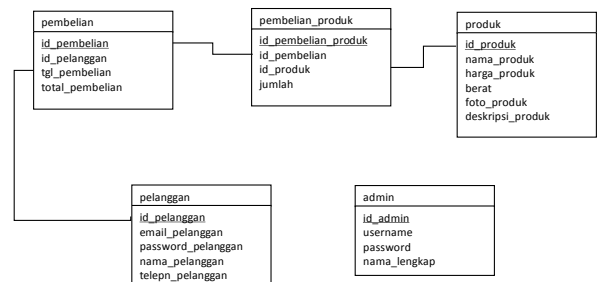 pembelian
id_pembelian
id_pelanggan
tgl_pembelian
total_pembelian
pembelian_produk
id_pembelian_produk
id_pembelian
id_produk
jumlah
produk
id_produk
nama_produk
harga_produk
berat
foto_produk
deskripsi_produk
pelanggan
id_pelanggan
email_pelanggan
password_pelanggan
nama_pelanggan
telepn_pelanggan
admin
id_admin
username
password
nama_lengkap